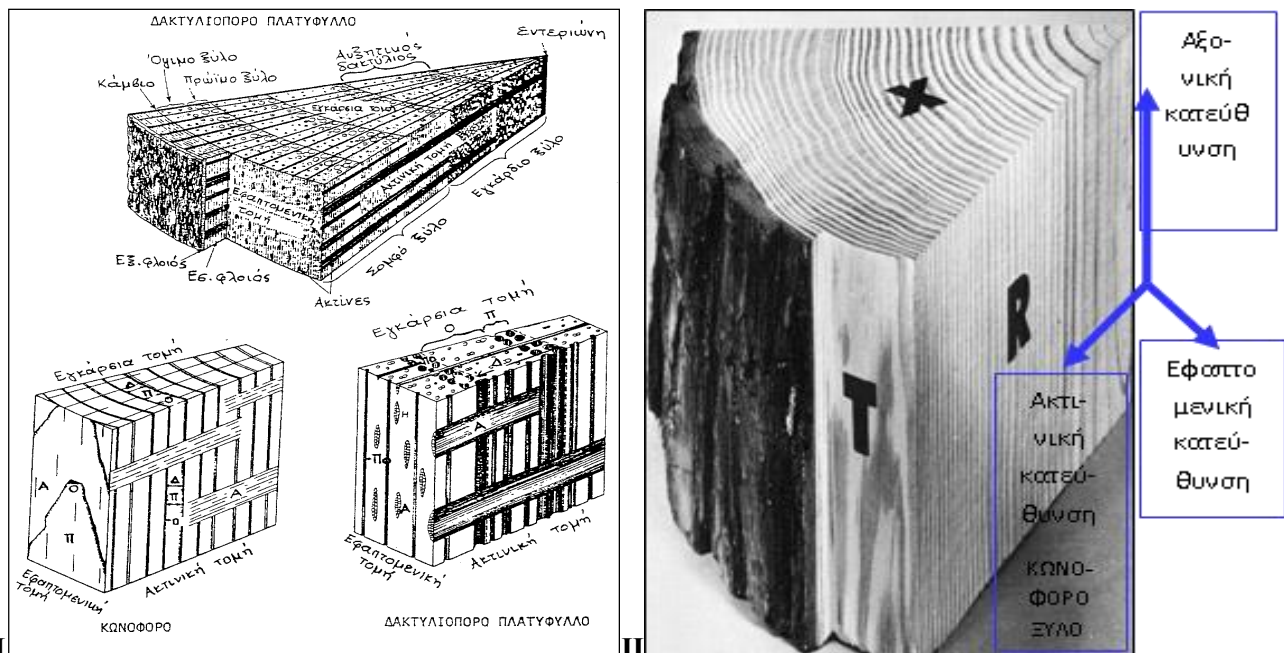 ΔΑΚΤΥΛΙΟΠΟΡΟ ΠΛΑΤΥΦΥΛΛΟ
Εντεριώνη
Αυξητικός
δακτύλιος
Όψιμο ξύλο
Πρώιμο ξύλο
Κάμβιο
εγκάρσια τομή
Ακτινική τομή
Εγκάρδιο ξύλο
Εφαπτομενική
τομή
Σομφό ξύλο
Εξ. φλοιός
Εσ. φλοιός
Ακτίνες
Εγκάρσια τομή
Δ
Π
Ο
Α
Ο
Π
Δ
Π
Ο
Α
Εφαπτομενική
τομή
Ακτινική τομή
ΚΩΝΟΦΟΡΟ
Εγκάρσια τομή
Ο
Π
Δ
Η
Α
Π
Ο
Α
Εφαπτομενική
τομή
Ακτινική τομή
ΔΑΚΤΥΛΙΟΠΟΡΟ ΠΛΑΤΥΦΥΛΛΟ
I
II
X
R
T
Αξο-
νική
κατεύθ
υνση
Ακτι-
νική
κατεύ-
θυνση
ΚΩΝΟ-
ΦΟΡΟ
ΞΥΛΟ
Εφαπτο
μενική
κατεύ-
θυνση